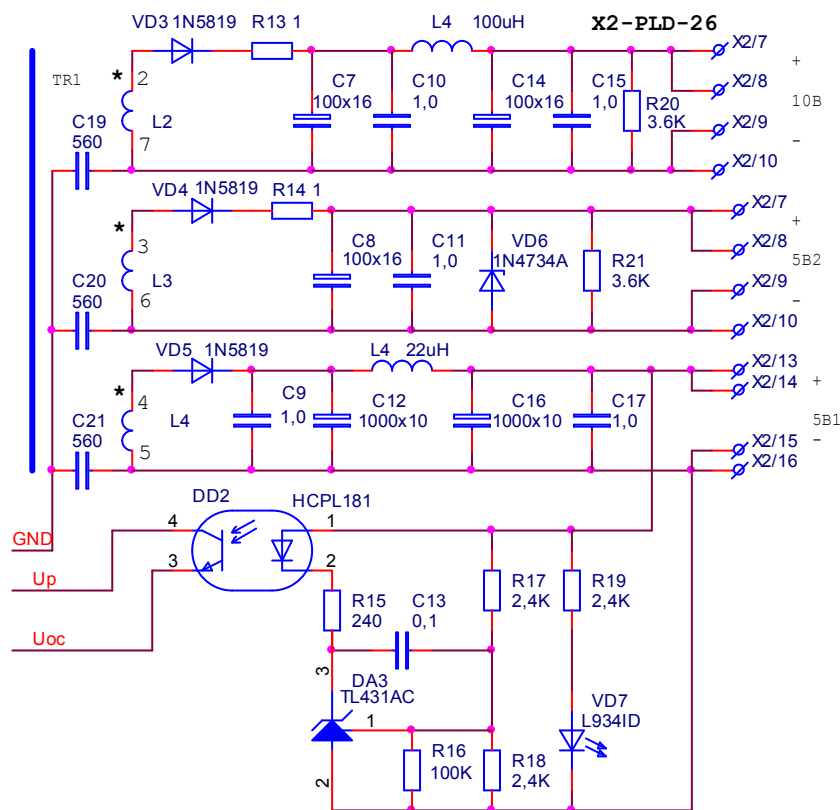 VD3 1N5819
R13 1
L4 100uH
X2-PLD-26
X2/7
+
TR1
*
2
C7
100x16
C10
1,0
C14
100x16
C15
1,0
X2/8
10В
R20
3.6K
C19
560
L2
7
X2/9
-
X2/10
VD4 1N5819
R14 1
X2/7
+
*
3
C8
100x16
C11
1,0
VD6
1N4734A
X2/8
5В2
R21
3.6K
C20
560
L3
6
X2/9
-
X2/10
VD5 1N5819
L4 22uH
X2/13
+
X2/14
*
4
C9
1,0
C12
1000x10
C16
1000x10
C17
1,0
5В1
C21
560
L4
5
X2/15
-
X2/16
DD2
HCPL181
GND
4
1
Up
3
2
R15
240
C13
0,1
R17
2,4K
R19
2,4K
Uoc
3
DA3
TL431AC
1
VD7
L934ID
R16
100K
R18
2,4K
2